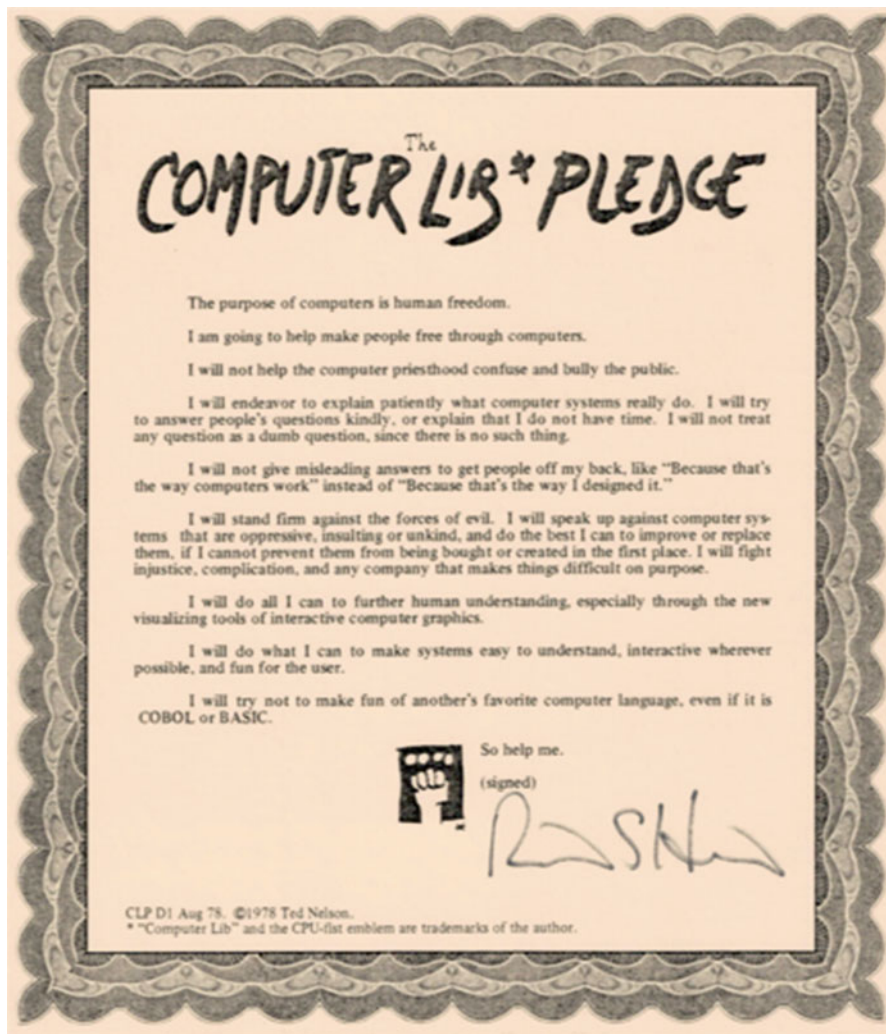 The
COMPUTER LIB* PLEDGE
The purpose of computers is human freedom.
I am going to help make people free through computers.
I will not help the computer priesthood confuse and bully the public.
I will endeavor to explain patiently what computer systems really do. I will try
to answer people's questions kindly, or explain that I do not have time. I will not treat
any question as a dumb question, since there is no such thing.
I will not give misleading answers to get people off my back, like "Because that's
the way computers work" instead of "Because that's the way I designed it."
I will stand firm against the forces of evil. I will speak up against computer sys-
tems that are oppressive, insulting or unkind, and do the best I can to improve or replace
them, if I cannot prevent them from being bought or created in the first place. I will fight
injustice, complication, and any company that makes things difficult on purpose.
I will do all I can to further human understanding, especially through the new
visualizing tools of interactive computer graphics.
I will do what I can to make systems easy to understand, interactive wherever
possible, and fun for the user.
I will try not to make fun of another's favorite computer language, even if it is
COBOL or BASIC.
So help me.
(signed)
CLP D1 Aug 78. ©1978 Ted Nelson.
* "Computer Lib" and the CPU-fist emblem are trademarks of the author.